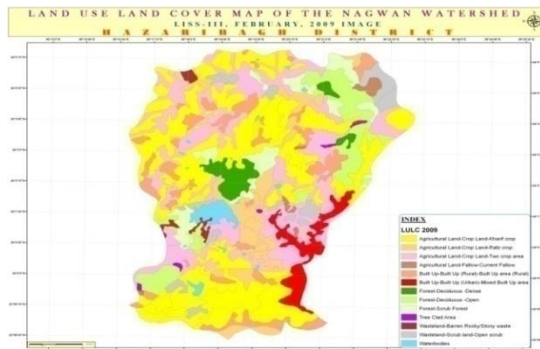 LAND USE LAND COVER MAP OF THE NAGWAN WATERSHED
LISS-III, FEBRUARY, 2009 IMAGE
HAZARIBAGH DISTRICT
INDEX
LULC 2009
Agricultural Land-Crop Land-Kharif crop
Agricultural Land-Crop Land-Rabi crop
Agricultural Land-Crop Land-Two crop area
Agricultural Land-Fallow-Current Fallow
Built Up-Built Up (Rural)-Built Up area (Rural)
Built Up-Built Up (Urban)-Mixed Built Up area
Forest-Deciduous -Dense
Forest-Deciduous -Open
Forest-Scrub Forest
Tree Clad Area
Wasteland-Barren Rocky/Stony waste
Wasteland-Scrub land-Open scrub
Waterbodies